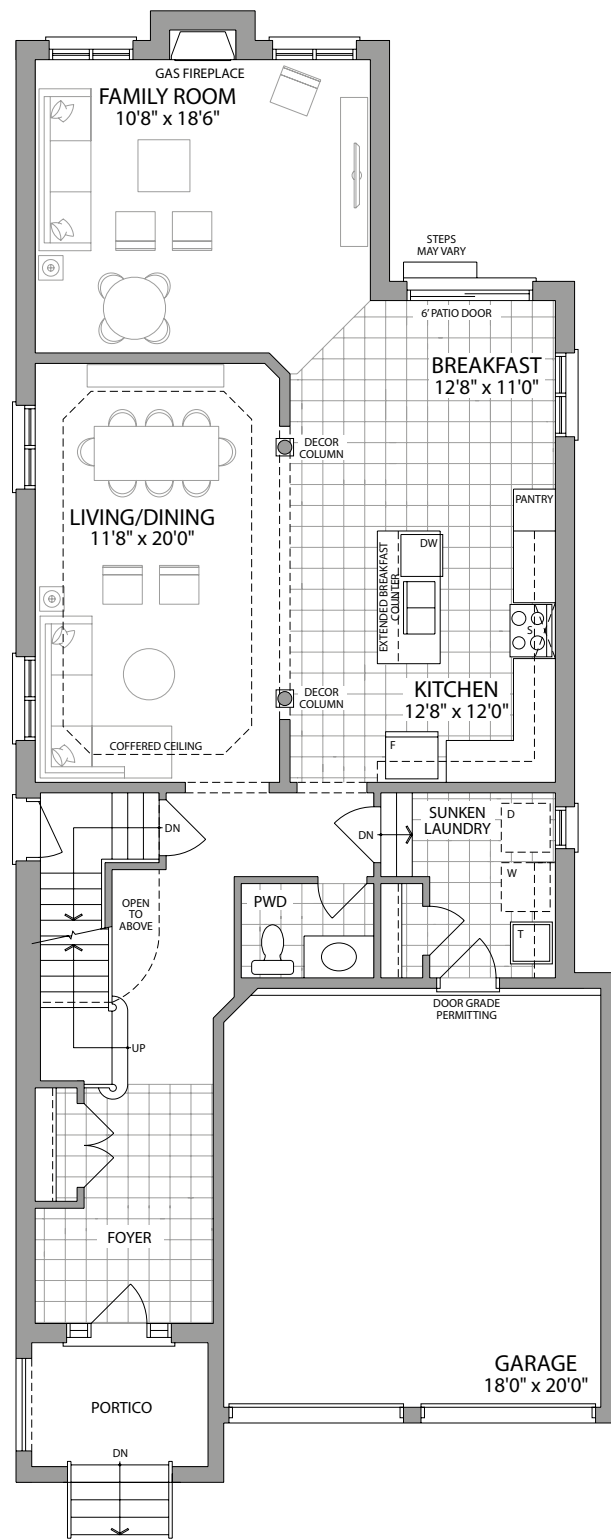 GAS FIREPLACE
FAMILY ROOM
10'8" x 18'6"
STEPS
MAY VARY
6' PATIO DOOR
BREAKFAST
12'8" x 11'0"
DECOR
COLUMN
PANTRY
LIVING/DINING
11'8" x 20'0"
DW
EXTENDED BREAKFAST
COUNTER
S
DECOR
COLUMN
KITCHEN
12'8" x 12'0"
COFFERED CEILING
F
DN
DN
SUNKEN
LAUNDRY
D
W
T
OPEN
TO
ABOVE
PWD
DOOR GRADE
PERMITTING
UP
FOYER
GARAGE
18'0" x 20'0"
PORTICO
DN